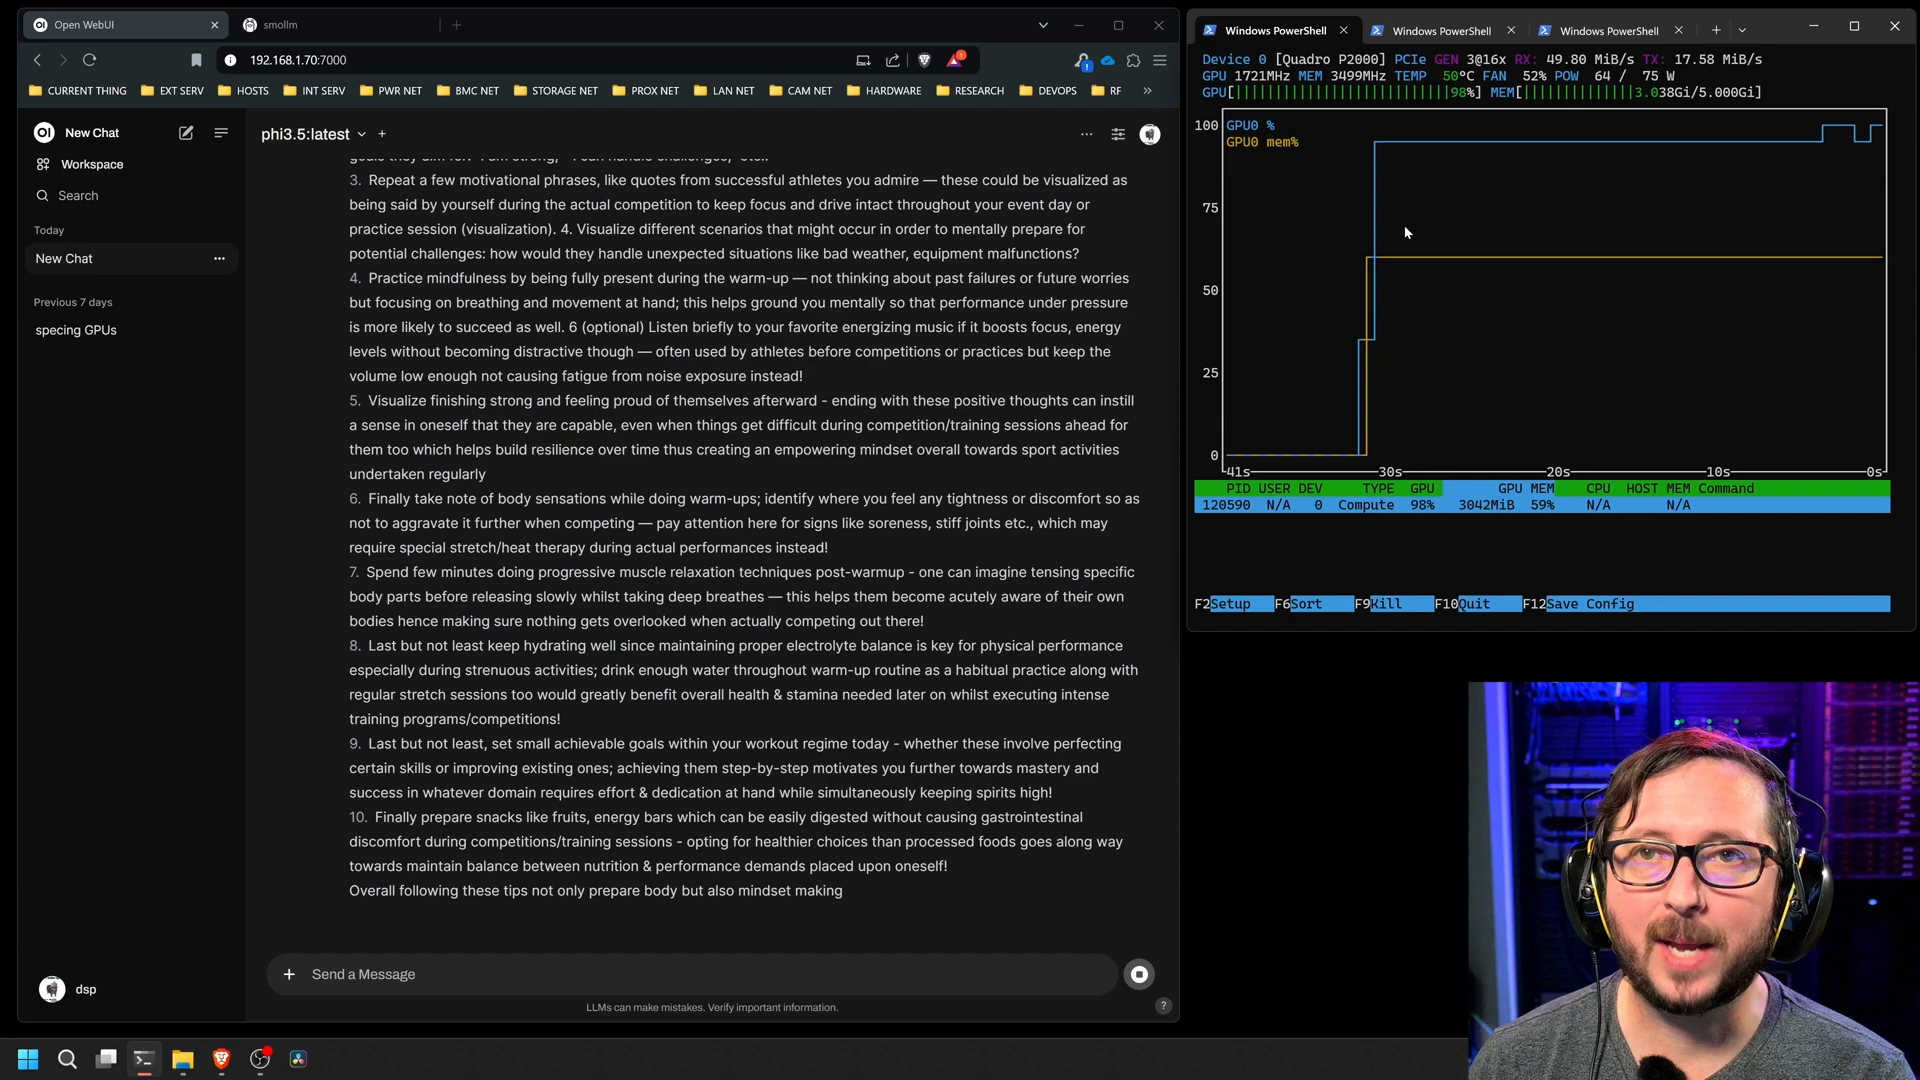 Open WebUI
smollm
192.168.1.70:7000
CURRENT THING
EXT SERV
HOSTS
INT SERV
PWR NET
BMC NET
STORAGE NET
PROX NET
LAN NET
CAM NET
HARDWARE
RESEARCH
DEVOPS
RF
New Chat
Workspace
Search
Today
New Chat
Previous 7 days
specing GPUs
dsp
phi3.5:latest
3. Repeat a few motivational phrases, like quotes from successful athletes you admire — these could be visualized as
being said by yourself during the actual competition to keep focus and drive intact throughout your event day or
practice session (visualization). 4. Visualize different scenarios that might occur in order to mentally prepare for
potential challenges: how would they handle unexpected situations like bad weather, equipment malfunctions?
4. Practice mindfulness by being fully present during the warm-up — not thinking about past failures or future worries
but focusing on breathing and movement at hand; this helps ground you mentally so that performance under pressure
is more likely to succeed as well. 6 (optional) Listen briefly to your favorite energizing music if it boosts focus, energy
levels without becoming distractive though — often used by athletes before competitions or practices but keep the
volume low enough not causing fatigue from noise exposure instead!
5. Visualize finishing strong and feeling proud of themselves afterward - ending with these positive thoughts can instill
a sense in oneself that they are capable, even when things get difficult during competition/training sessions ahead for
them too which helps build resilience over time thus creating an empowering mindset overall towards sport activities
undertaken regularly
6. Finally take note of body sensations while doing warm-ups; identify where you feel any tightness or discomfort so as
not to aggravate it further when competing — pay attention here for signs like soreness, stiff joints etc., which may
require special stretch/heat therapy during actual performances instead!
7. Spend few minutes doing progressive muscle relaxation techniques post-warmup - one can imagine tensing specific
body parts before releasing slowly whilst taking deep breathes — this helps them become acutely aware of their own
bodies hence making sure nothing gets overlooked when actually competing out there!
8. Last but not least keep hydrating well since maintaining proper electrolyte balance is key for physical performance
especially during strenuous activities; drink enough water throughout warm-up routine as a habitual practice along with
regular stretch sessions too would greatly benefit overall health & stamina needed later on whilst executing intense
training programs/competitions!
9. Last but not least, set small achievable goals within your workout regime today - whether these involve perfecting
certain skills or improving existing ones; achieving them step-by-step motivates you further towards mastery and
success in whatever domain requires effort & dedication at hand while simultaneously keeping spirits high!
10. Finally prepare snacks like fruits, energy bars which can be easily digested without causing gastrointestinal
discomfort during competitions/training sessions - opting for healthier choices than processed foods goes along way
towards maintain balance between nutrition & performance demands placed upon oneself!
Overall following these tips not only prepare body but also mindset making
Send a Message
LLMs can make mistakes. Verify important information.
?
Windows PowerShell
Windows PowerShell
Windows PowerShell
Device 0 [Quadro P2000] PCIe GEN 3@16x RX: 49.80 MiB/s TX: 17.58 MiB/s
GPU 1721MHz MEM 3499MHz TEMP 50°C FAN 52% POW 64 / 75 W
GPU[||||||||||||||||||||||||||98%] MEM[|||||||||||||3.038Gi/5.000Gi]
100
GPU0 %
GPU0 mem%
75
50
25
0
41s
30s
20s
10s
0s
PID USER DEV TYPE GPU GPU MEM CPU HOST MEM Command
120590 N/A 0 Compute 98% 3042MiB 59% N/A N/A
F2Setup F6Sort F9Kill F10Quit F12Save Config